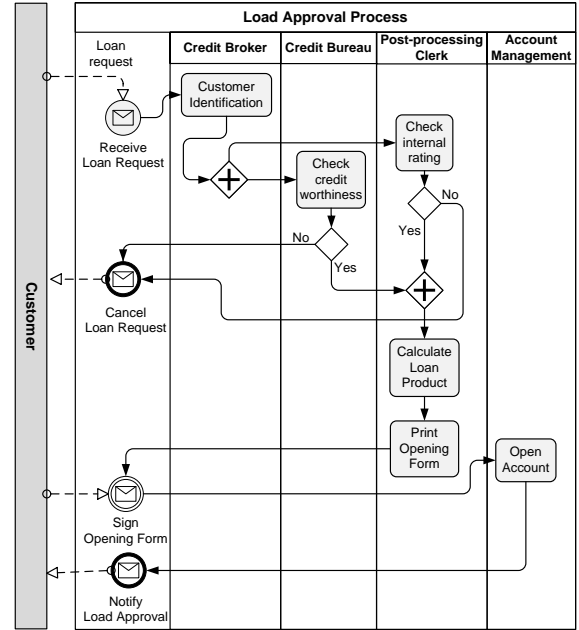 Load Approval Process
Loan
request
Credit Broker
Credit Bureau
Post-processing
Clerk
Account
Management
Customer
Identification
Receive
Loan Request
Check
internal
rating
Check
credit
worthiness
No
Yes
No
Yes
Cancel
Loan Request
Customer
Calculate
Loan
Product
Print
Opening
Form
Open
Account
Sign
Opening Form
Notify
Load Approval